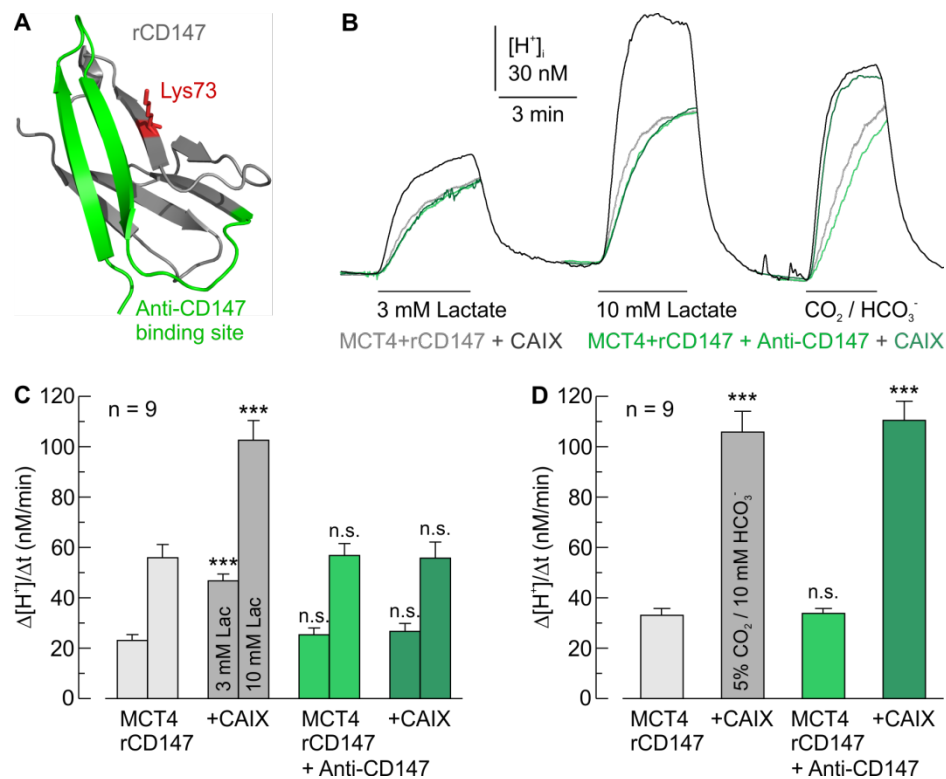 A
rCD147
Lys73
Anti-CD147
binding site
B
[H⁺]ᵢ
30 nM
3 min
3 mM Lactate
10 mM Lactate
CO₂ / HCO₃⁻
MCT4+rCD147 + CAIX
MCT4+rCD147 + Anti-CD147 + CAIX
C
n = 9
Δ[H⁺]/Δt (nM/min)
120
100
80
60
40
20
0
***
***
3 mM Lac
10 mM Lac
n.s.
n.s.
n.s.
n.s.
MCT4
rCD147
+CAIX
MCT4
rCD147
+ Anti-CD147
+CAIX
D
n = 9
Δ[H⁺]/Δt (nM/min)
120
100
80
60
40
20
0
***
5% CO₂ / 10 mM HCO₃⁻
n.s.
***
MCT4
rCD147
+CAIX
MCT4
rCD147
+ Anti-CD147
+CAIX